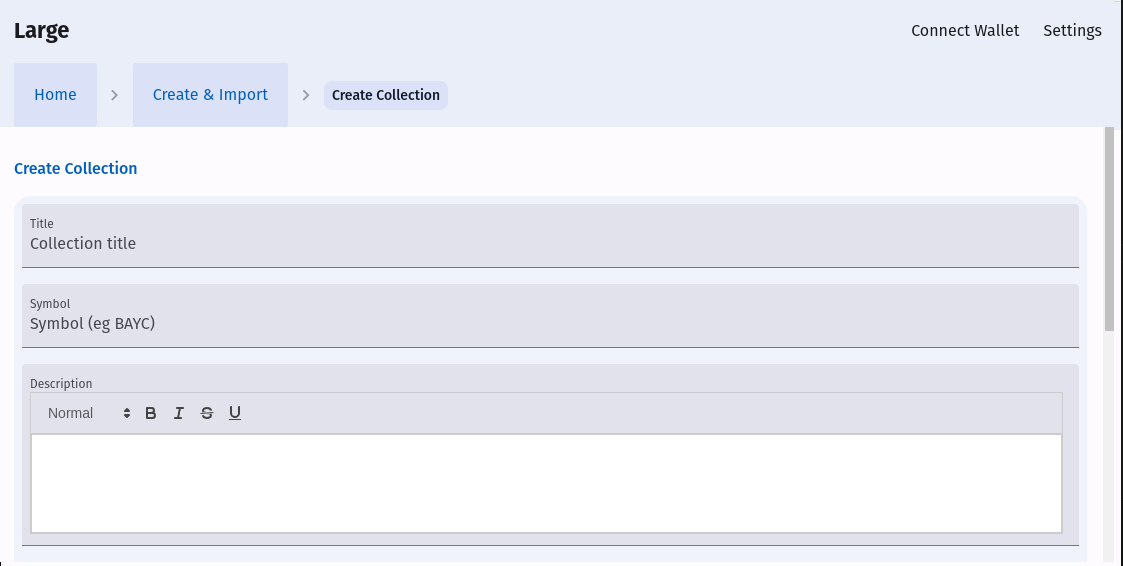 Large
Connect Wallet Settings
Home Create & Import Create Collection
Create Collection
Title
Collection title
Symbol
Symbol (eg BAYC)
Description
Normal B I S U